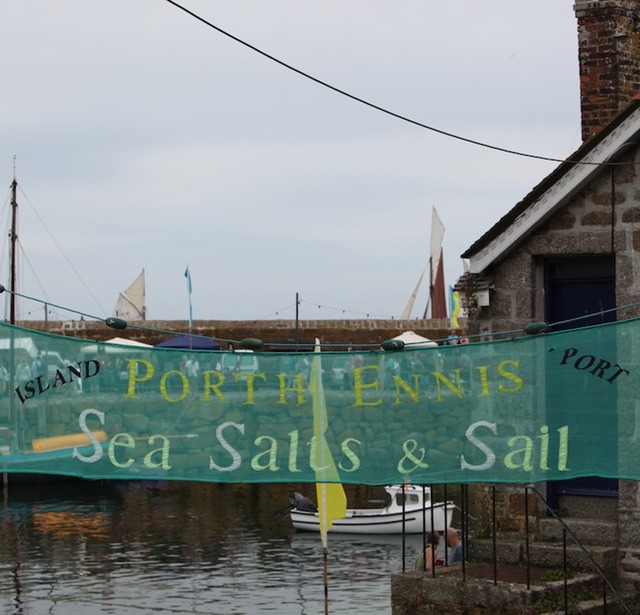 ISLAND PORTH ENNIS ' PORT
Sea Salts & Sail